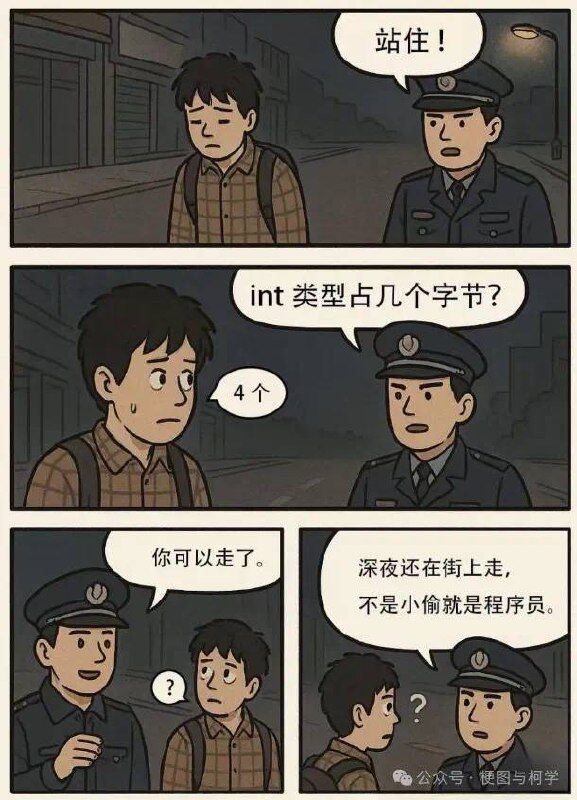 站住！
int 类型占几个字节?
4 个
你可以走了。
?
深夜还在街上走，
不是小偷就是程序员。
?
公众号·梗图与柯学